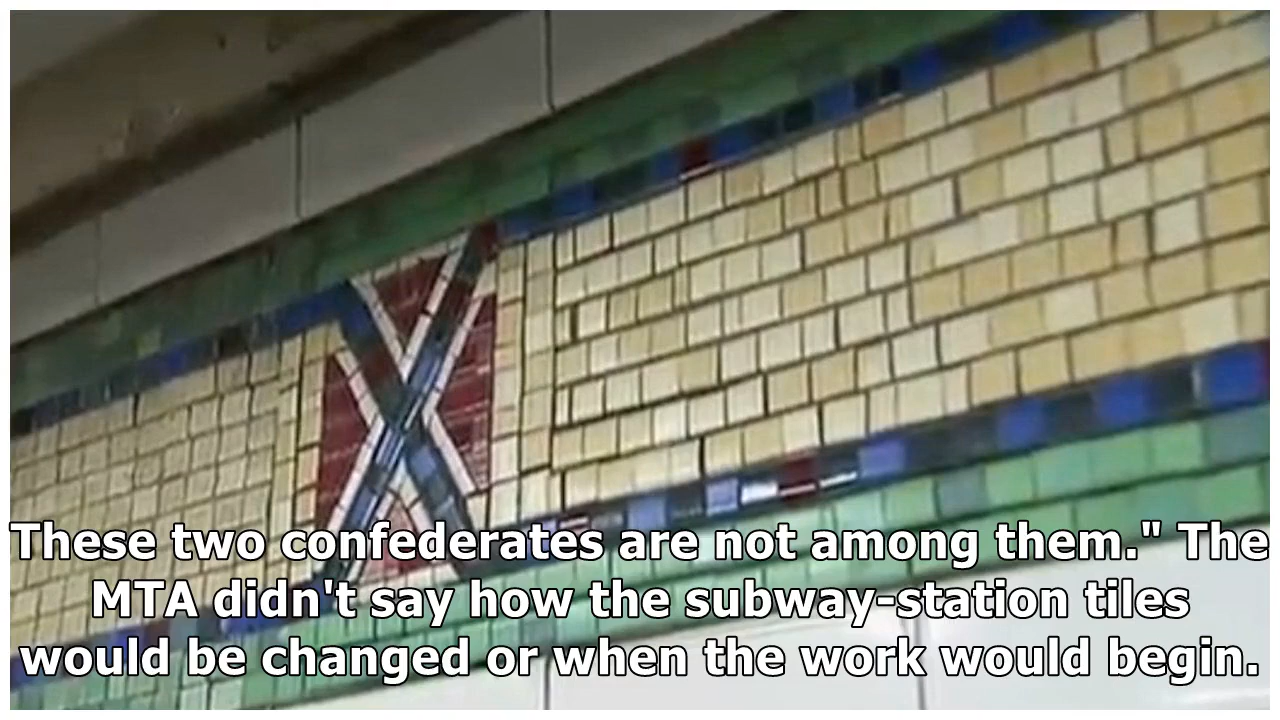 These two confederates are not among them." The
MTA didn't say how the subway-station tiles
would be changed or when the work would begin.